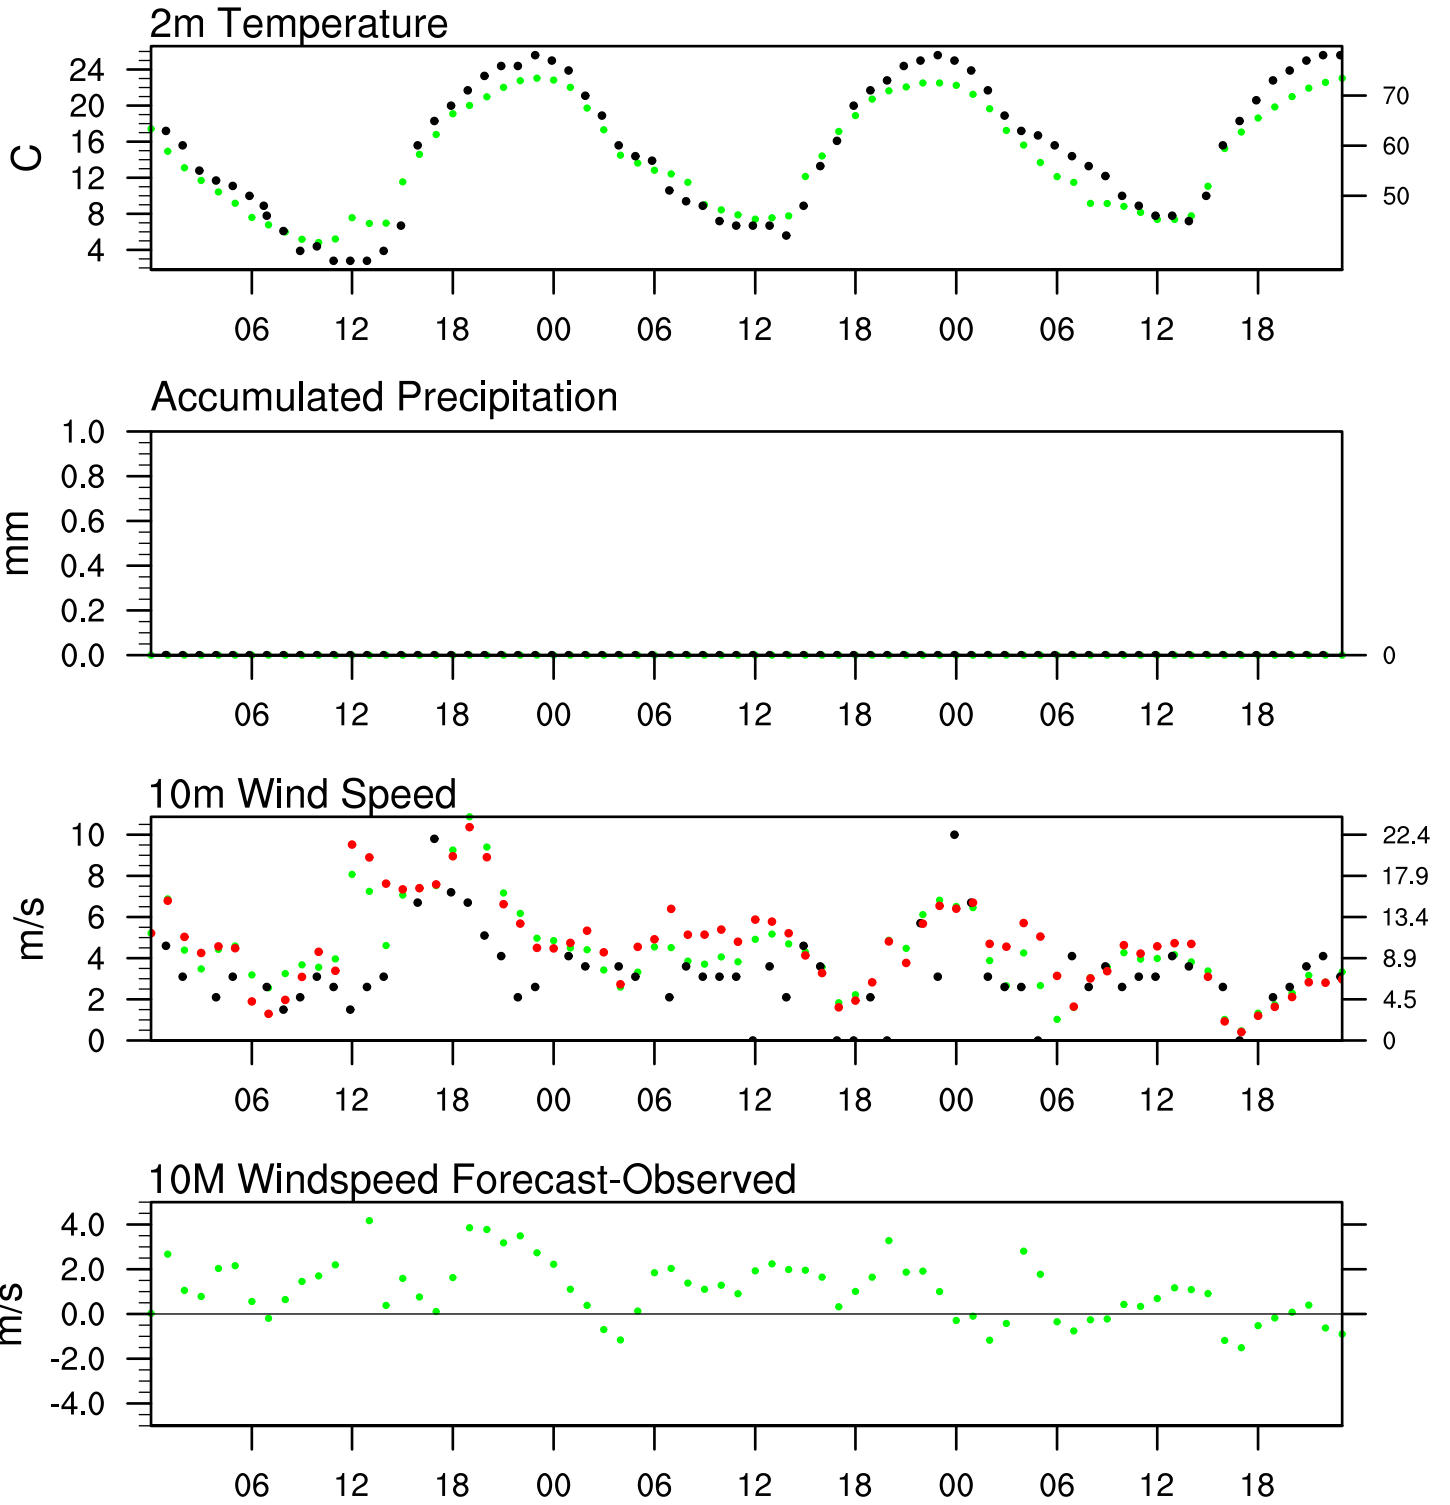 2m Temperature
24
20
16
12
8
4
C
70
60
50
06 12 18 00 06 12 18 00 06 12 18
Accumulated Precipitation
1.0
0.8
0.6
0.4
0.2
0.0
mm
0
06 12 18 00 06 12 18 00 06 12 18
10m Wind Speed
10
8
6
4
2
0
m/s
22.4
17.9
13.4
8.9
4.5
0
06 12 18 00 06 12 18 00 06 12 18
10M Windspeed Forecast-Observed
4.0
2.0
0.0
-2.0
-4.0
m/s
06 12 18 00 06 12 18 00 06 12 18